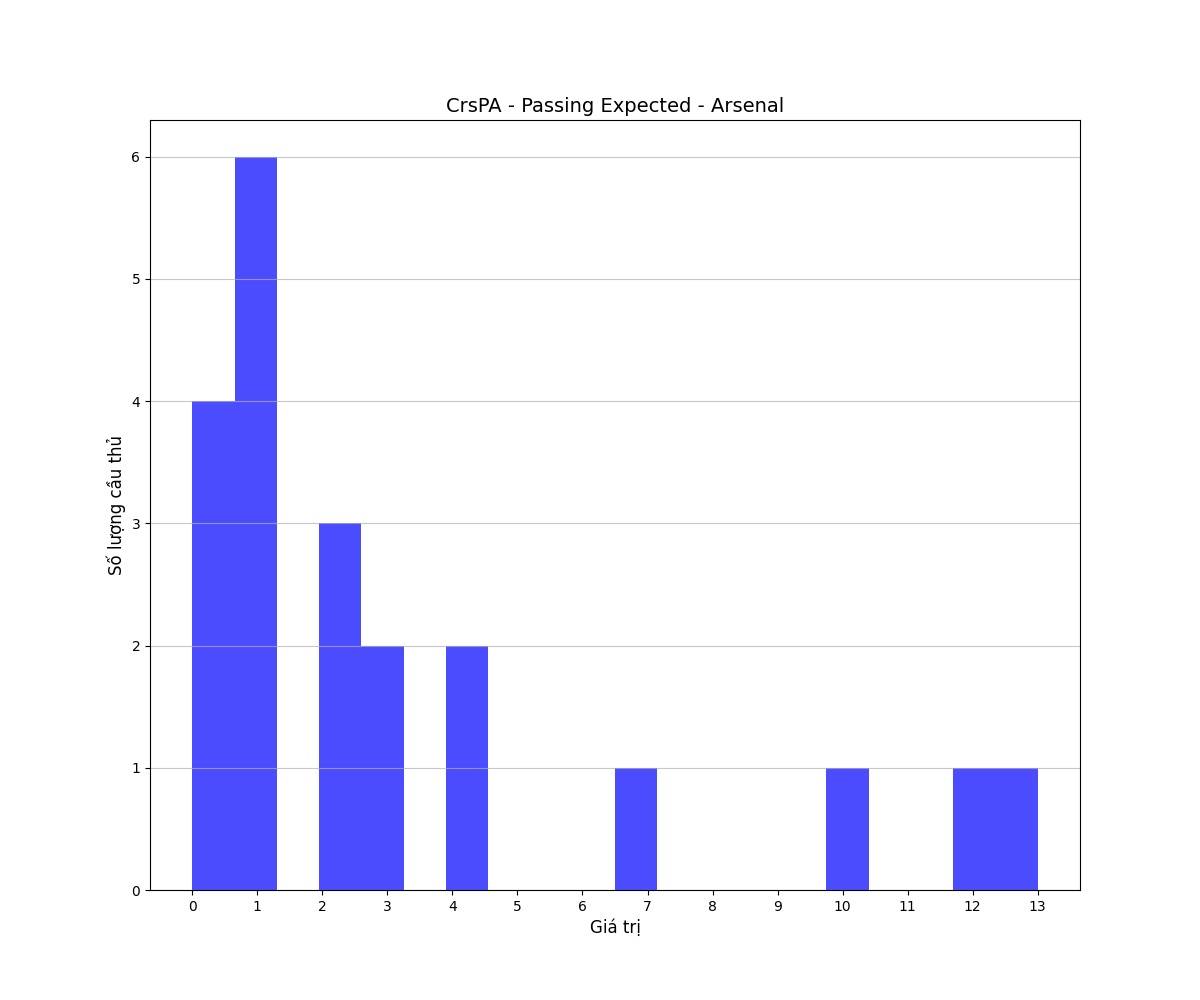 CrsPA - Passing Expected - Arsenal
6
5
4
3
2
1
0
Số lượng cầu thủ
0 1 2 3 4 5 6 7 8 9 10 11 12 13
Giá trị